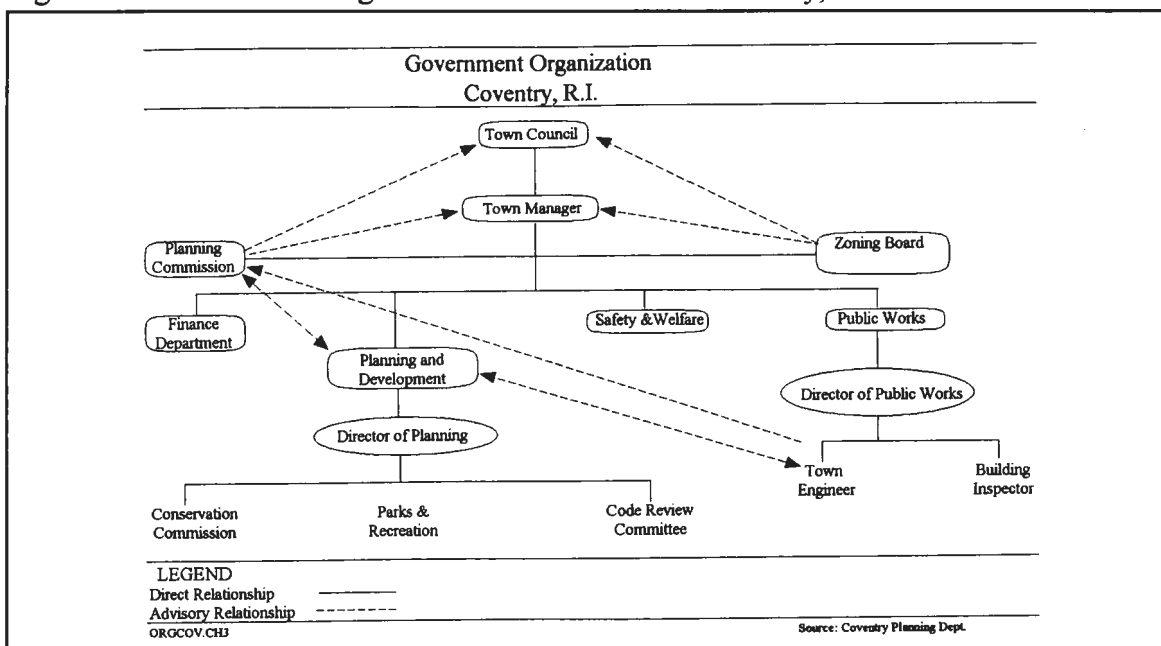 Government Organization
Coventry, R.I.
Town Council
Town Manager
Planning
Commission
Zoning Board
Finance
Department
Safety &Welfare
Public Works
Planning and
Development
Director of Public Works
Director of Planning
Town
Engineer
Building
Inspector
Conservation
Commission
Parks &
Recreation
Code Review
Committee
LEGEND
Direct Relationship
Advisory Relationship
ORGCOV.CH3
Source: Coventry Planning Dept.